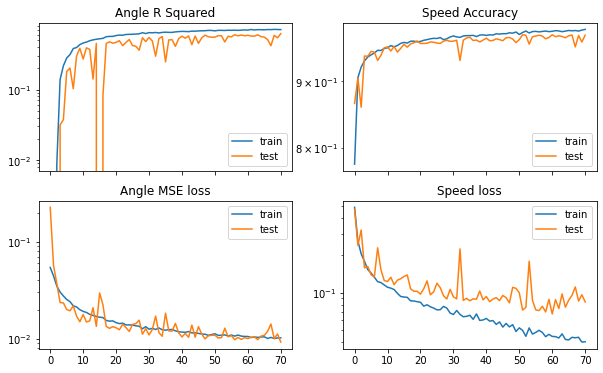 Angle R Squared
10⁻¹
10⁻²
train
test
Speed Accuracy
9 × 10⁻¹
8 × 10⁻¹
train
test
Angle MSE loss
10⁻¹
10⁻²
0 10 20 30 40 50 60 70
train
test
Speed loss
10⁻¹
0 10 20 30 40 50 60 70
train
test